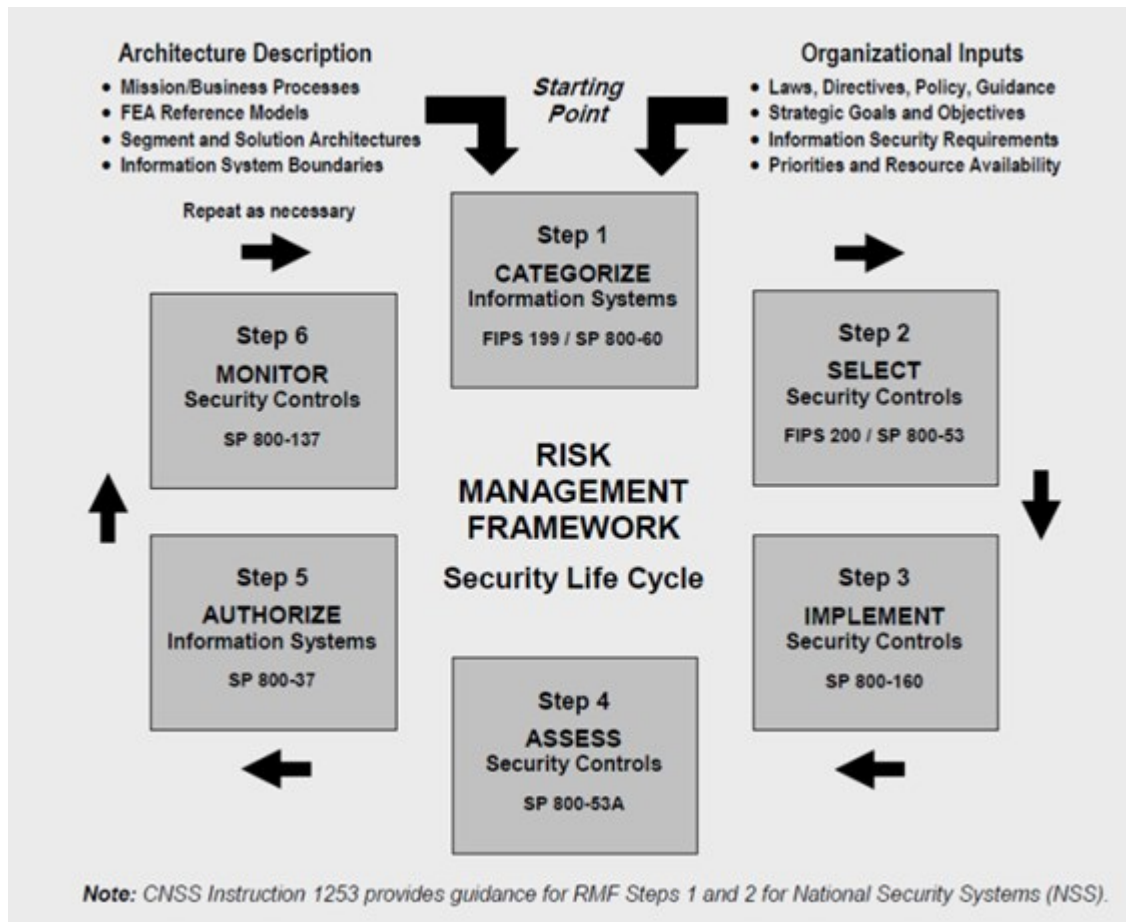 Architecture Description
• Mission/Business Processes
• FEA Reference Models
• Segment and Solution Architectures
• Information System Boundaries
Starting
Point
Organizational Inputs
• Laws, Directives, Policy, Guidance
• Strategic Goals and Objectives
• Information Security Requirements
• Priorities and Resource Availability
Repeat as necessary
Step 1
CATEGORIZE
Information Systems
FIPS 199 / SP 800-60
Step 2
SELECT
Security Controls
FIPS 200 / SP 800-53
Step 3
IMPLEMENT
Security Controls
SP 800-160
Step 4
ASSESS
Security Controls
SP 800-53A
Step 5
AUTHORIZE
Information Systems
SP 800-37
Step 6
MONITOR
Security Controls
SP 800-137
RISK
MANAGEMENT
FRAMEWORK
Security Life Cycle
Note: CNSS Instruction 1253 provides guidance for RMF Steps 1 and 2 for National Security Systems (NSS).